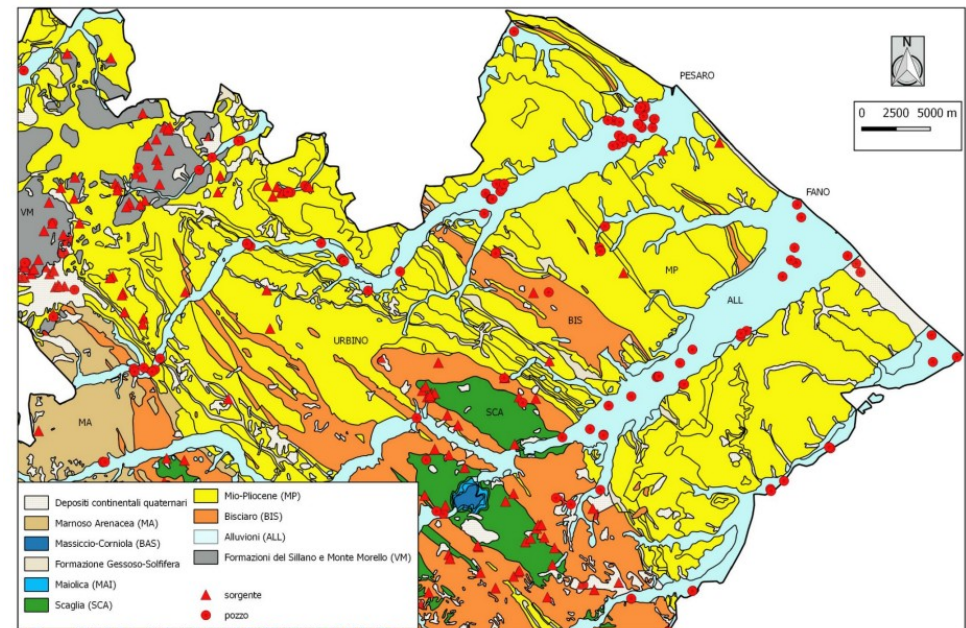 N
PESARO
0 2500 5000 m
FANO
VM
MP
ALL
BIS
URBINO
SCA
MA
Depositi continentali quaternari
Marnoso Arenacea (MA)
Massiccio-Corniola (BAS)
Formazione Gessoso-Solfifera
Maiolica (MAI)
Scaglia (SCA)
Mio-Pliocene (MP)
Bisciaro (BIS)
Alluvioni (ALL)
Formazioni del Sillano e Monte Morello (VM)
sorgente
pozzo